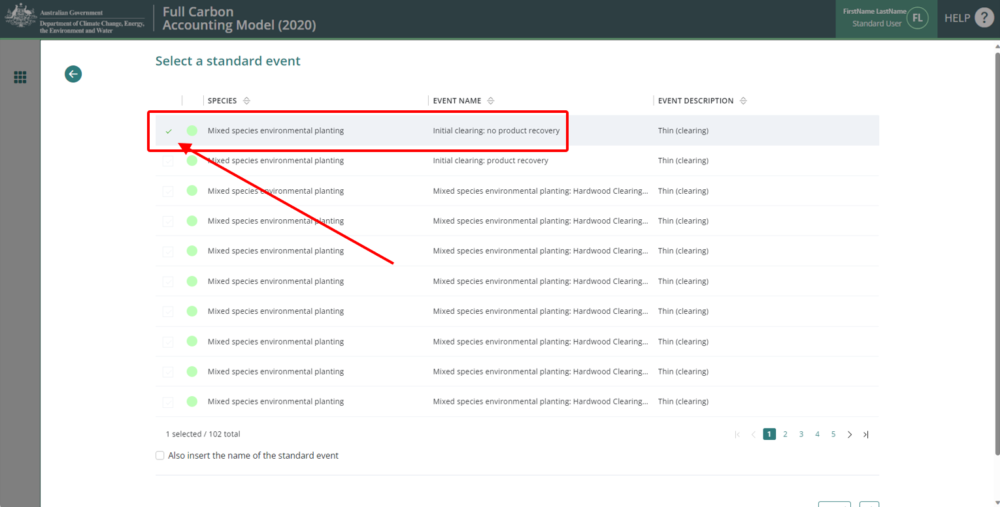 Australian Government
Department of Climate Change, Energy,
the Environment and Water
Full Carbon
Accounting Model (2020)
FirstName LastName
Standard User
FL
HELP ?
Select a standard event
SPECIES EVENT NAME EVENT DESCRIPTION
Mixed species environmental planting Initial clearing: no product recovery Thin (clearing)
Mixed species environmental planting Initial clearing: product recovery Thin (clearing)
Mixed species environmental planting Mixed species environmental planting: Hardwood Clearing... Thin (clearing)
Mixed species environmental planting Mixed species environmental planting: Hardwood Clearing... Thin (clearing)
Mixed species environmental planting Mixed species environmental planting: Hardwood Clearing... Thin (clearing)
Mixed species environmental planting Mixed species environmental planting: Hardwood Clearing... Thin (clearing)
Mixed species environmental planting Mixed species environmental planting: Hardwood Clearing... Thin (clearing)
Mixed species environmental planting Mixed species environmental planting: Hardwood Clearing... Thin (clearing)
Mixed species environmental planting Mixed species environmental planting: Hardwood Clearing... Thin (clearing)
Mixed species environmental planting Mixed species environmental planting: Hardwood Clearing... Thin (clearing)
1 selected / 102 total 1 2 3 4 5
Also insert the name of the standard event